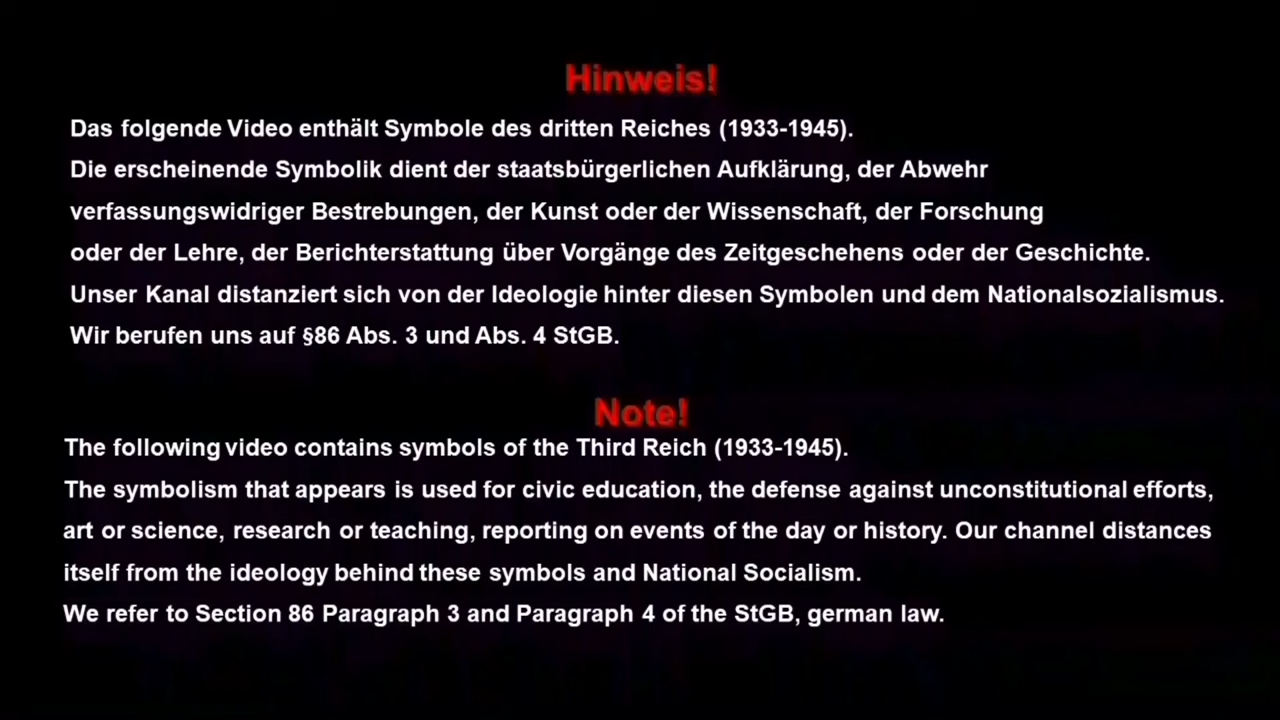 Hinweis!
Das folgende Video enthält Symbole des dritten Reiches (1933-1945).
Die erscheinende Symbolik dient der staatsbürgerlichen Aufklärung, der Abwehr
verfassungswidriger Bestrebungen, der Kunst oder der Wissenschaft, der Forschung
oder der Lehre, der Berichterstattung über Vorgänge des Zeitgeschehens oder der Geschichte.
Unser Kanal distanziert sich von der Ideologie hinter diesen Symbolen und dem Nationalsozialismus.
Wir berufen uns auf §86 Abs. 3 und Abs. 4 StGB.
Note!
The following video contains symbols of the Third Reich (1933-1945).
The symbolism that appears is used for civic education, the defense against unconstitutional efforts,
art or science, research or teaching, reporting on events of the day or history. Our channel distances
itself from the ideology behind these symbols and National Socialism.
We refer to Section 86 Paragraph 3 and Paragraph 4 of the StGB, german law.